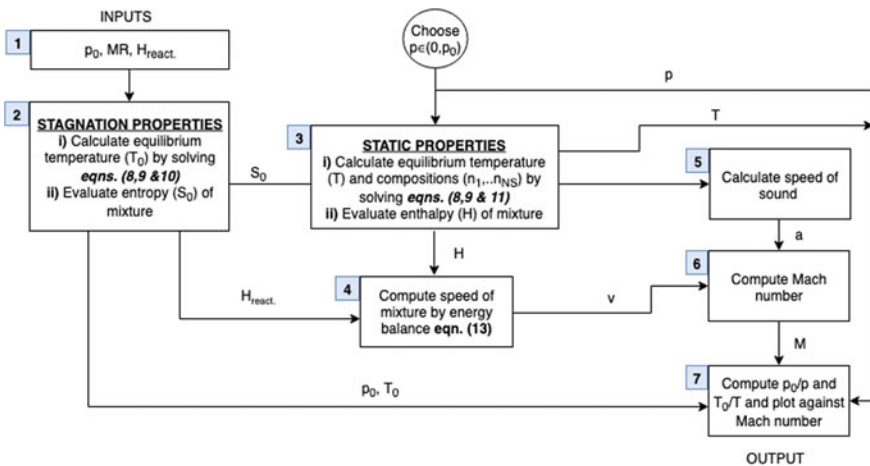 INPUTS
1
p0, MR, Hreact.
Choose
p∈(0,p0)
p
2
STAGNATION PROPERTIES
i) Calculate equilibrium
temperature (T0) by solving
eqns. (8,9 &10)
ii) Evaluate entropy (S0) of
mixture
S0
3
STATIC PROPERTIES
i) Calculate equilibrium temperature
(T) and compositions (n1,..nNS) by
solving eqns. (8,9 & 11)
ii) Evaluate enthalpy (H) of mixture
T
5
Calculate speed of
sound
a
H
Hreact.
4
Compute speed of
mixture by energy
balance eqn. (13)
v
6
Compute Mach
number
M
p0, T0
7
Compute p0/p and
T0/T and plot against
Mach number
OUTPUT